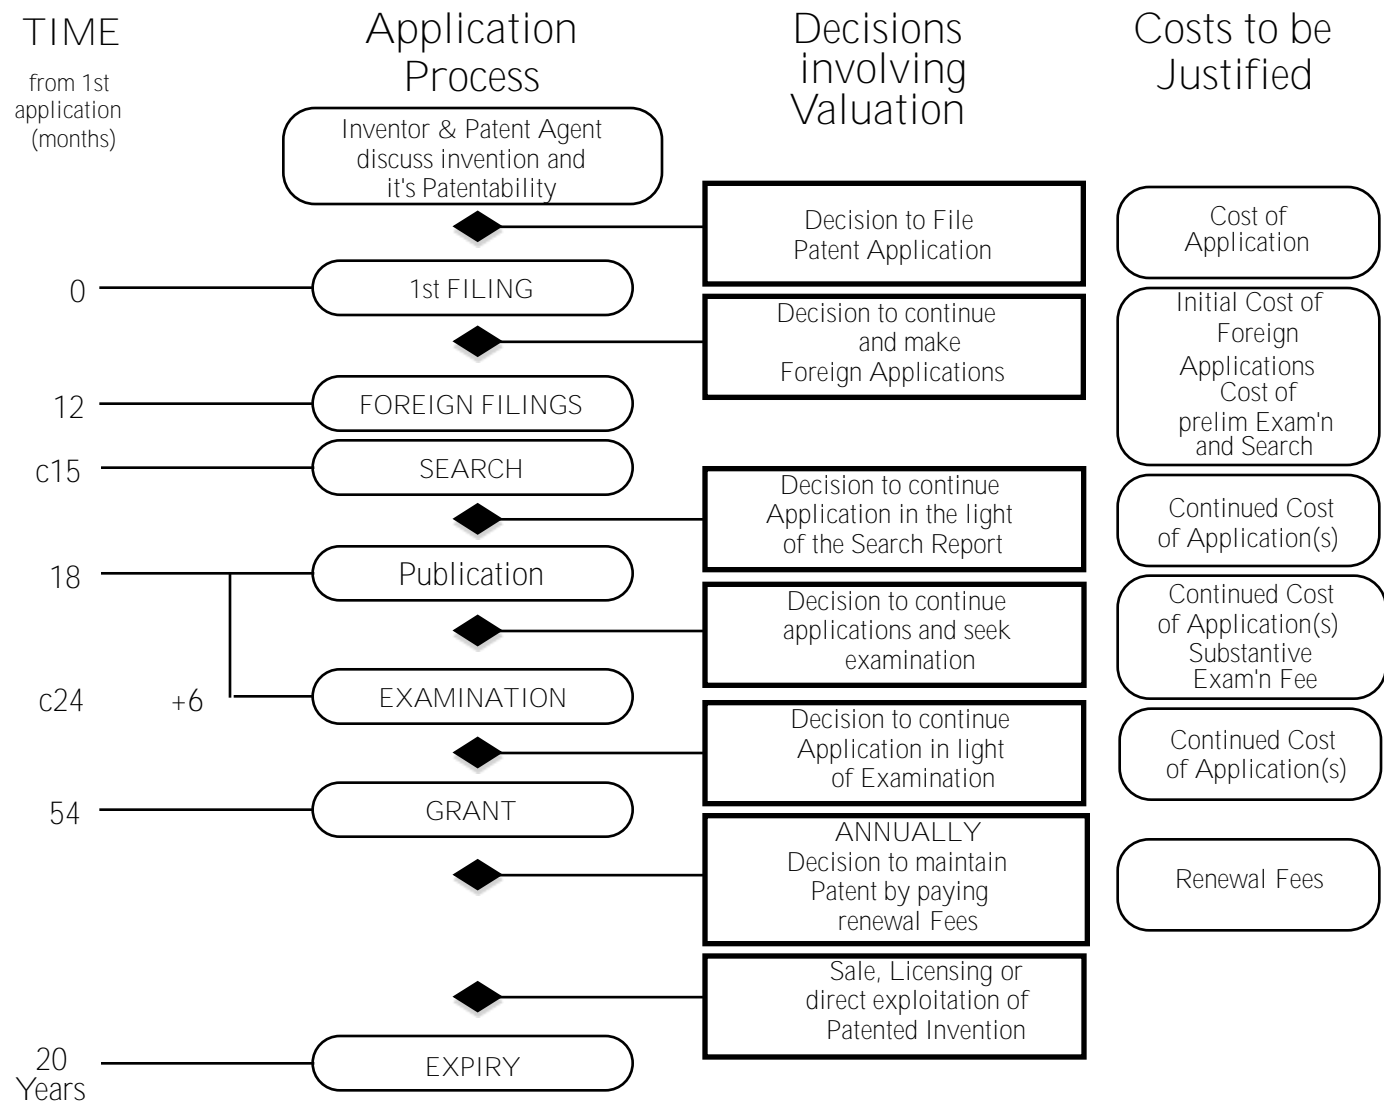 TIME
from 1st
application
(months)
Application
Process
Decisions
involving
Valuation
Costs to be
Justified
Inventor & Patent Agent
discuss invention and
it's Patentability
Decision to File
Patent Application
Cost of
Application
0
1st FILING
Decision to continue
and make
Foreign Applications
Initial Cost of
Foreign
Applications
Cost of
prelim Exam'n
and Search
12
FOREIGN FILINGS
c15
SEARCH
Decision to continue
Application in the light
of the Search Report
Continued Cost
of Application(s)
18
Publication
Decision to continue
applications and seek
examination
Continued Cost
of Application(s)
Substantive
Exam'n Fee
c24
+6
EXAMINATION
Decision to continue
Application in light
of Examination
Continued Cost
of Application(s)
54
GRANT
ANNUALLY
Decision to maintain
Patent by paying
renewal Fees
Renewal Fees
Sale, Licensing or
direct exploitation of
Patented Invention
20
Years
EXPIRY